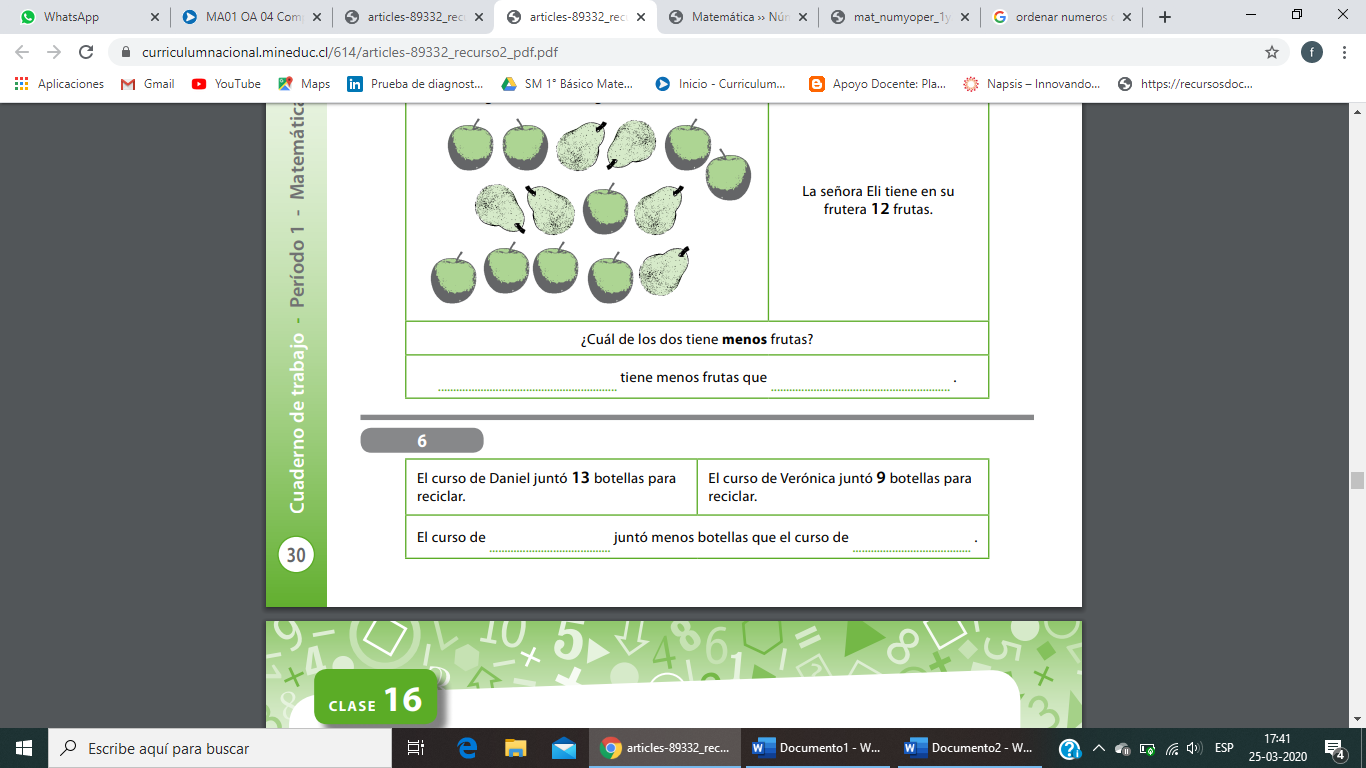 WhatsApp
MA01 OA 04 Com
articles-89332_rec
articles-89332_rec
Matemática ›› Nún
mat_numyoper_1y
ordenar numeros
curriculumnacional.mineduc.cl/614/articles-89332_recurso2_pdf.pdf
f
Aplicaciones
Gmail
YouTube
Maps
Prueba de diagnost...
SM 1° Básico Mate...
Inicio - Curriculum...
Apoyo Docente: Pla...
Napsis – Innovando...
https://recursosdoc...
Cuaderno de trabajo - Período 1 - Matemática
La señora Eli tiene en su
frutera 12 frutas.
¿Cuál de los dos tiene menos frutas?
tiene menos frutas que .
6
El curso de Daniel juntó 13 botellas para
reciclar.
El curso de Verónica juntó 9 botellas para
reciclar.
El curso de juntó menos botellas que el curso de .
30
CLASE 16
Escribe aquí para buscar
articles-89332_rec...
Documento1 - W...
Documento2 - W...
ESP
17:41
25-03-2020
4